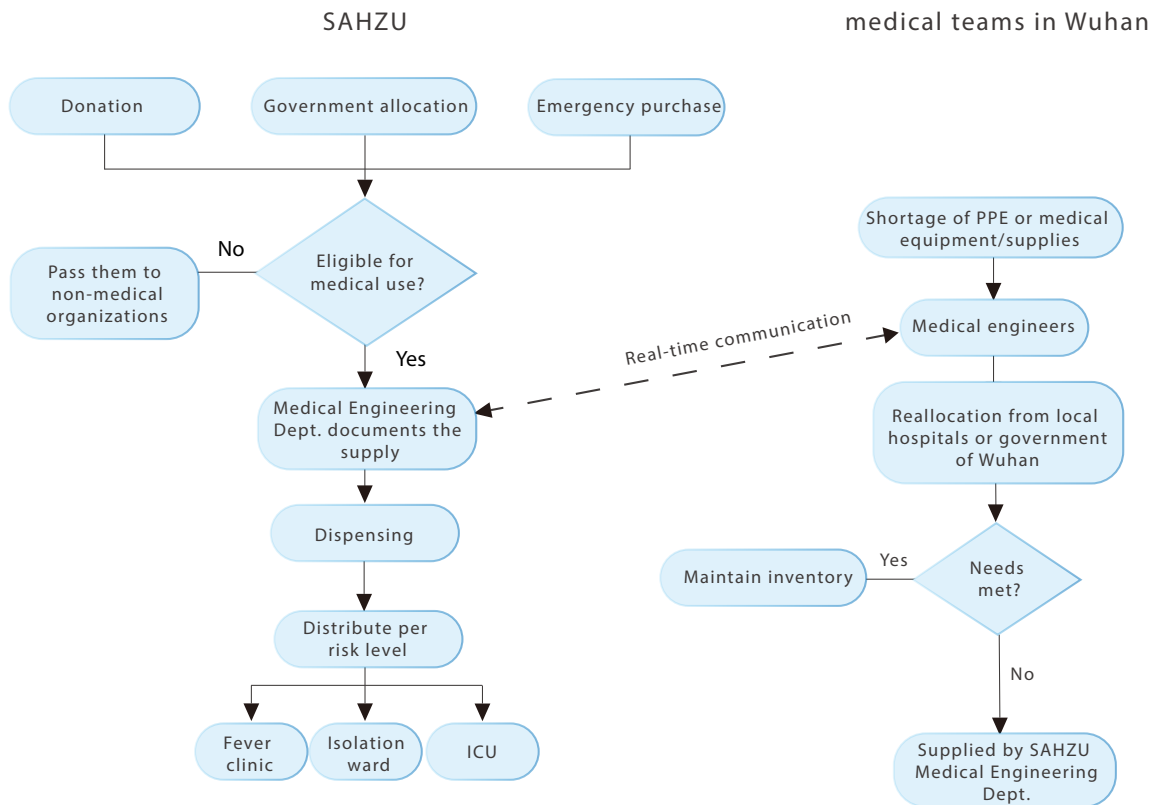 SAHZU
medical teams in Wuhan
Donation
Government allocation
Emergency purchase
No
Eligible for
medical use?
Pass them to
non-medical
organizations
Yes
Medical Engineering
Dept. documents the
supply
Dispensing
Distribute per
risk level
Fever
clinic
Isolation
ward
ICU
Real-time communication
Shortage of PPE or medical
equipment/supplies
Medical engineers
Reallocation from local
hospitals or government
of Wuhan
Needs
met?
Yes
Maintain inventory
No
Supplied by SAHZU
Medical Engineering
Dept.